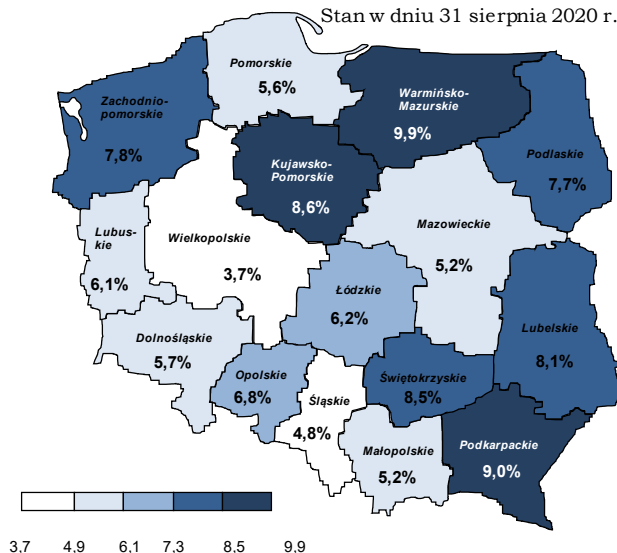 Stan w dniu 31 sierpnia 2020 r.
Pomorskie
5,6%
Warmińsko-
Mazurskie
9,9%
Zachodnio-
pomorskie
7,8%
Kujawsko-
Pomorskie
8,6%
Podlaskie
7,7%
Lubus-
kie
6,1%
Wielkopolskie
3,7%
Mazowieckie
5,2%
Łódzkie
6,2%
Dolnośląskie
5,7%
Lubelskie
8,1%
Opolskie
6,8%
Śląskie
4,8%
Świętokrzyskie
8,5%
Małopolskie
5,2%
Podkarpackie
9,0%
3.7 4.9 6.1 7.3 8.5 9.9